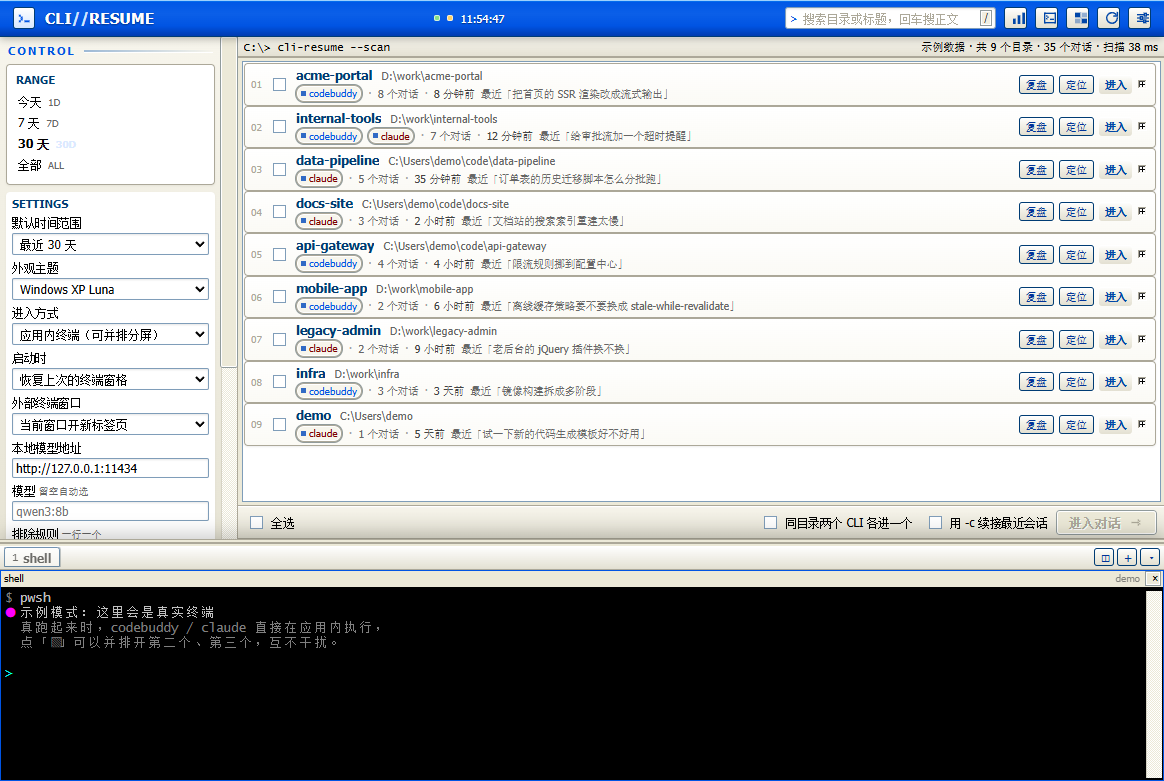 CLI//RESUME
11:54:47
> 搜索目录或标题，回车搜正文 /
CONTROL
RANGE
今天 1D
7 天 7D
30 天 30D
全部 ALL
SETTINGS
默认时间范围
最近 30 天
外观主题
Windows XP Luna
进入方式
应用内终端（可并排分屏）
启动时
恢复上次的终端窗格
外部终端窗口
当前窗口开新标签页
本地模型地址
http://127.0.0.1:11434
模型 留空自动选
qwen3:8b
排除规则 一行一个
C:\> cli-resume --scan
示例数据 · 共 9 个目录 · 35 个对话 · 扫描 38 ms
01 acme-portal D:\work\acme-portal
codebuddy · 8 个对话 · 8 分钟前 最近「把首页的 SSR 渲染改成流式输出」
复盘 定位 进入
02 internal-tools D:\work\internal-tools
codebuddy claude · 7 个对话 · 12 分钟前 最近「给审批流加一个超时提醒」
复盘 定位 进入
03 data-pipeline C:\Users\demo\code\data-pipeline
claude · 5 个对话 · 35 分钟前 最近「订单表的历史迁移脚本怎么分批跑」
复盘 定位 进入
04 docs-site C:\Users\demo\code\docs-site
claude · 3 个对话 · 2 小时前 最近「文档站的搜索索引重建太慢」
复盘 定位 进入
05 api-gateway C:\Users\demo\code\api-gateway
codebuddy · 4 个对话 · 4 小时前 最近「限流规则挪到配置中心」
复盘 定位 进入
06 mobile-app D:\work\mobile-app
codebuddy · 2 个对话 · 6 小时前 最近「离线缓存策略要不要换成 stale-while-revalidate」
复盘 定位 进入
07 legacy-admin D:\work\legacy-admin
claude · 2 个对话 · 9 小时前 最近「老后台的 jQuery 插件换不换」
复盘 定位 进入
08 infra D:\work\infra
codebuddy · 3 个对话 · 3 天前 最近「镜像构建拆成多阶段」
复盘 定位 进入
09 demo C:\Users\demo
claude · 1 个对话 · 5 天前 最近「试一下新的代码生成模板好不好用」
复盘 定位 进入
全选
同目录两个 CLI 各进一个
用 -c 续接最近会话
进入对话 →
1 shell
shell
demo
$ pwsh
示例模式: 这里会是真实终端
真跑起来时，codebuddy / claude 直接在应用内执行，
点「▧」可以并排开第二个、第三个，互不干扰。
>